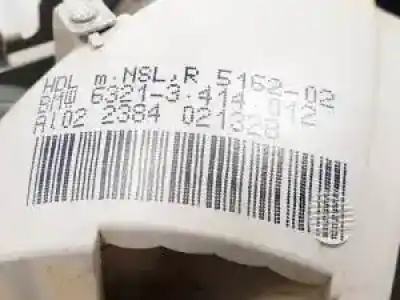 HDL m.NSL,R 5162-02
BMW 6321-3.414.012
Al02 2384 021328